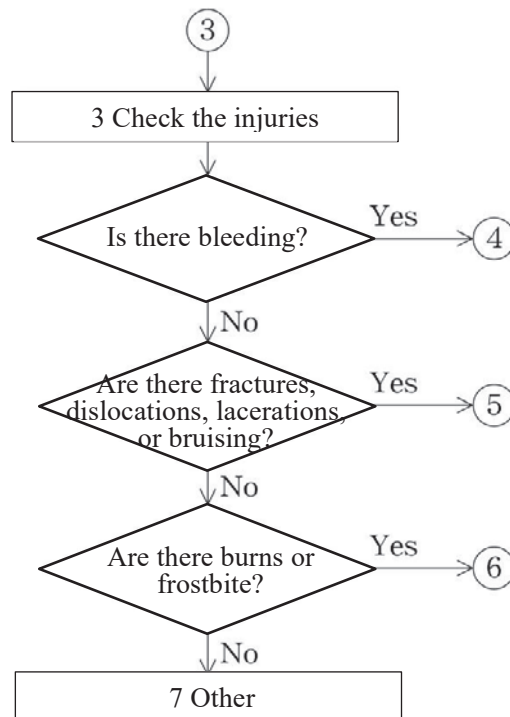 3
3 Check the injuries
Is there bleeding?
Yes
4
No
Are there fractures,
dislocations, lacerations,
or bruising?
Yes
5
No
Are there burns or
frostbite?
Yes
6
No
7 Other